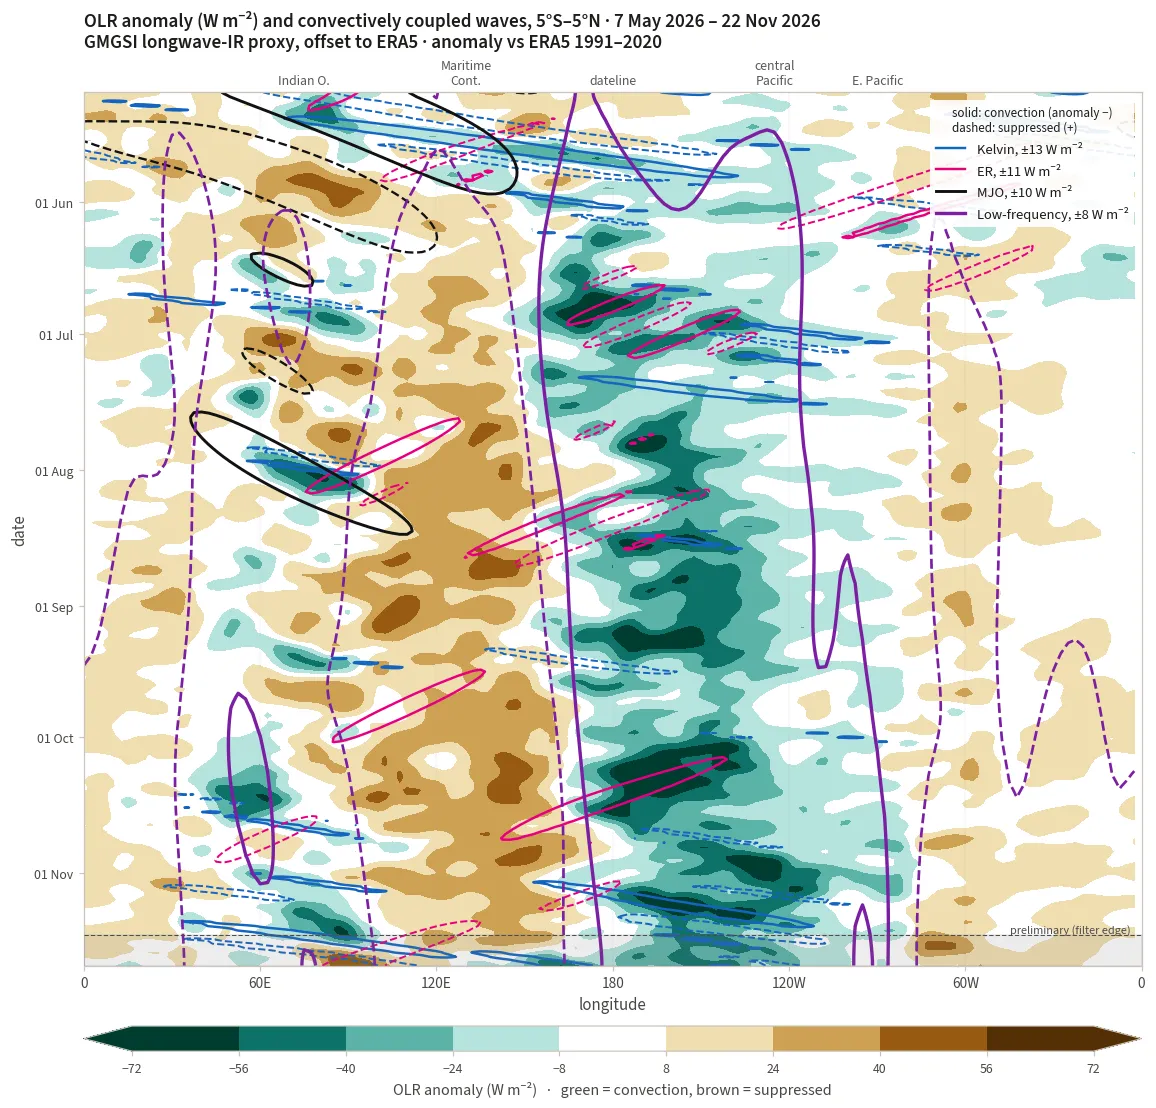 OLR anomaly (W m⁻²) and convectively coupled waves, 5°S–5°N · 7 May 2026 – 22 Nov 2026
GMGSI longwave-IR proxy, offset to ERA5 · anomaly vs ERA5 1991–2020
Indian O.
Maritime
Cont.
dateline
central
Pacific
E. Pacific
solid: convection (anomaly −)
dashed: suppressed (+)
Kelvin, ±13 W m⁻²
ER, ±11 W m⁻²
MJO, ±10 W m⁻²
Low-frequency, ±8 W m⁻²
01 Jun
01 Jul
01 Aug
01 Sep
01 Oct
01 Nov
date
preliminary (filter edge)
0 60E 120E 180 120W 60W 0
longitude
−72 −56 −40 −24 −8 8 24 40 56 72
OLR anomaly (W m⁻²) · green = convection, brown = suppressed